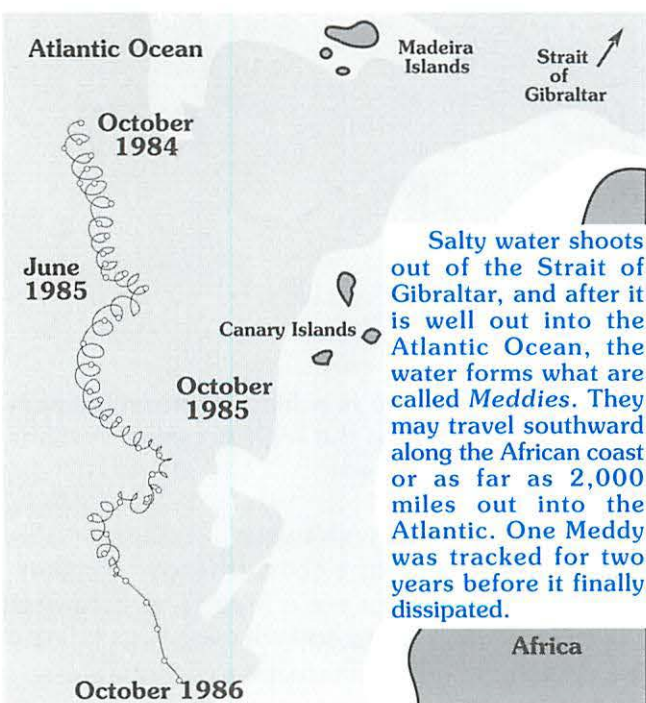 Atlantic Ocean
Madeira
Islands
Strait
of
Gibraltar
October
1984
June
1985
Canary Islands
October
1985
Salty water shoots
out of the Strait of
Gibraltar, and after it
is well out into the
Atlantic Ocean, the
water forms what are
called Meddies. They
may travel southward
along the African coast
or as far as 2,000
miles out into the
Atlantic. One Meddy
was tracked for two
years before it finally
dissipated.
Africa
October 1986